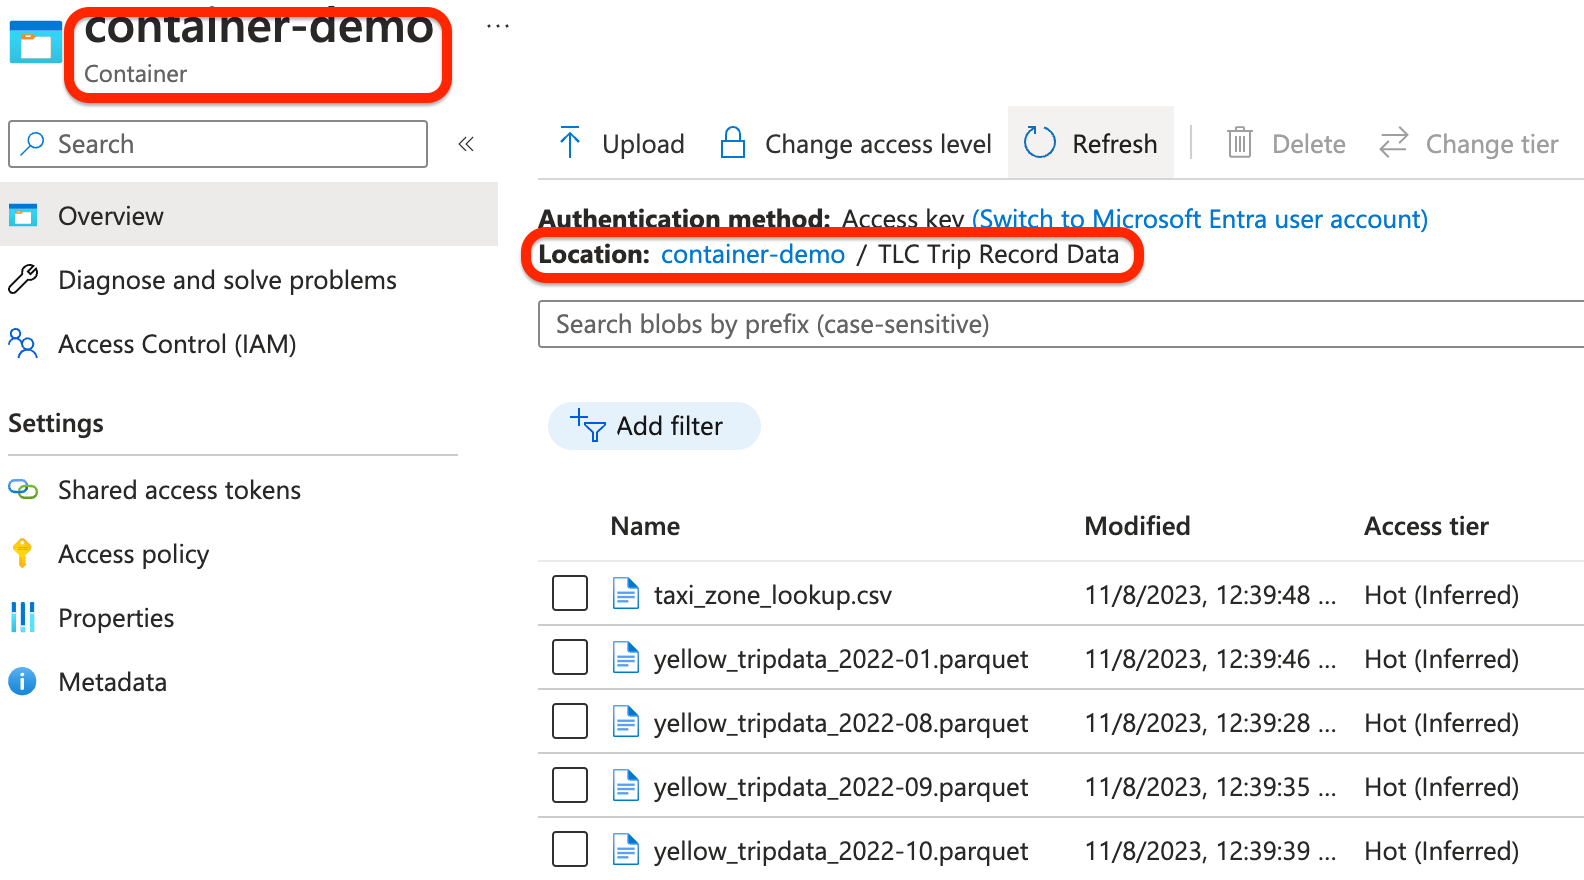 container-demo
...
Container
Search
«
Overview
Diagnose and solve problems
Access Control (IAM)
Settings
Shared access tokens
Access policy
Properties
Metadata
Upload
Change access level
Refresh
Delete
Change tier
Authentication method: Access key (Switch to Microsoft Entra user account)
Location: container-demo / TLC Trip Record Data
Search blobs by prefix (case-sensitive)
Add filter
Name Modified Access tier
taxi_zone_lookup.csv 11/8/2023, 12:39:48 ... Hot (Inferred)
yellow_tripdata_2022-01.parquet 11/8/2023, 12:39:46 ... Hot (Inferred)
yellow_tripdata_2022-08.parquet 11/8/2023, 12:39:28 ... Hot (Inferred)
yellow_tripdata_2022-09.parquet 11/8/2023, 12:39:35 ... Hot (Inferred)
yellow_tripdata_2022-10.parquet 11/8/2023, 12:39:39 ... Hot (Inferred)